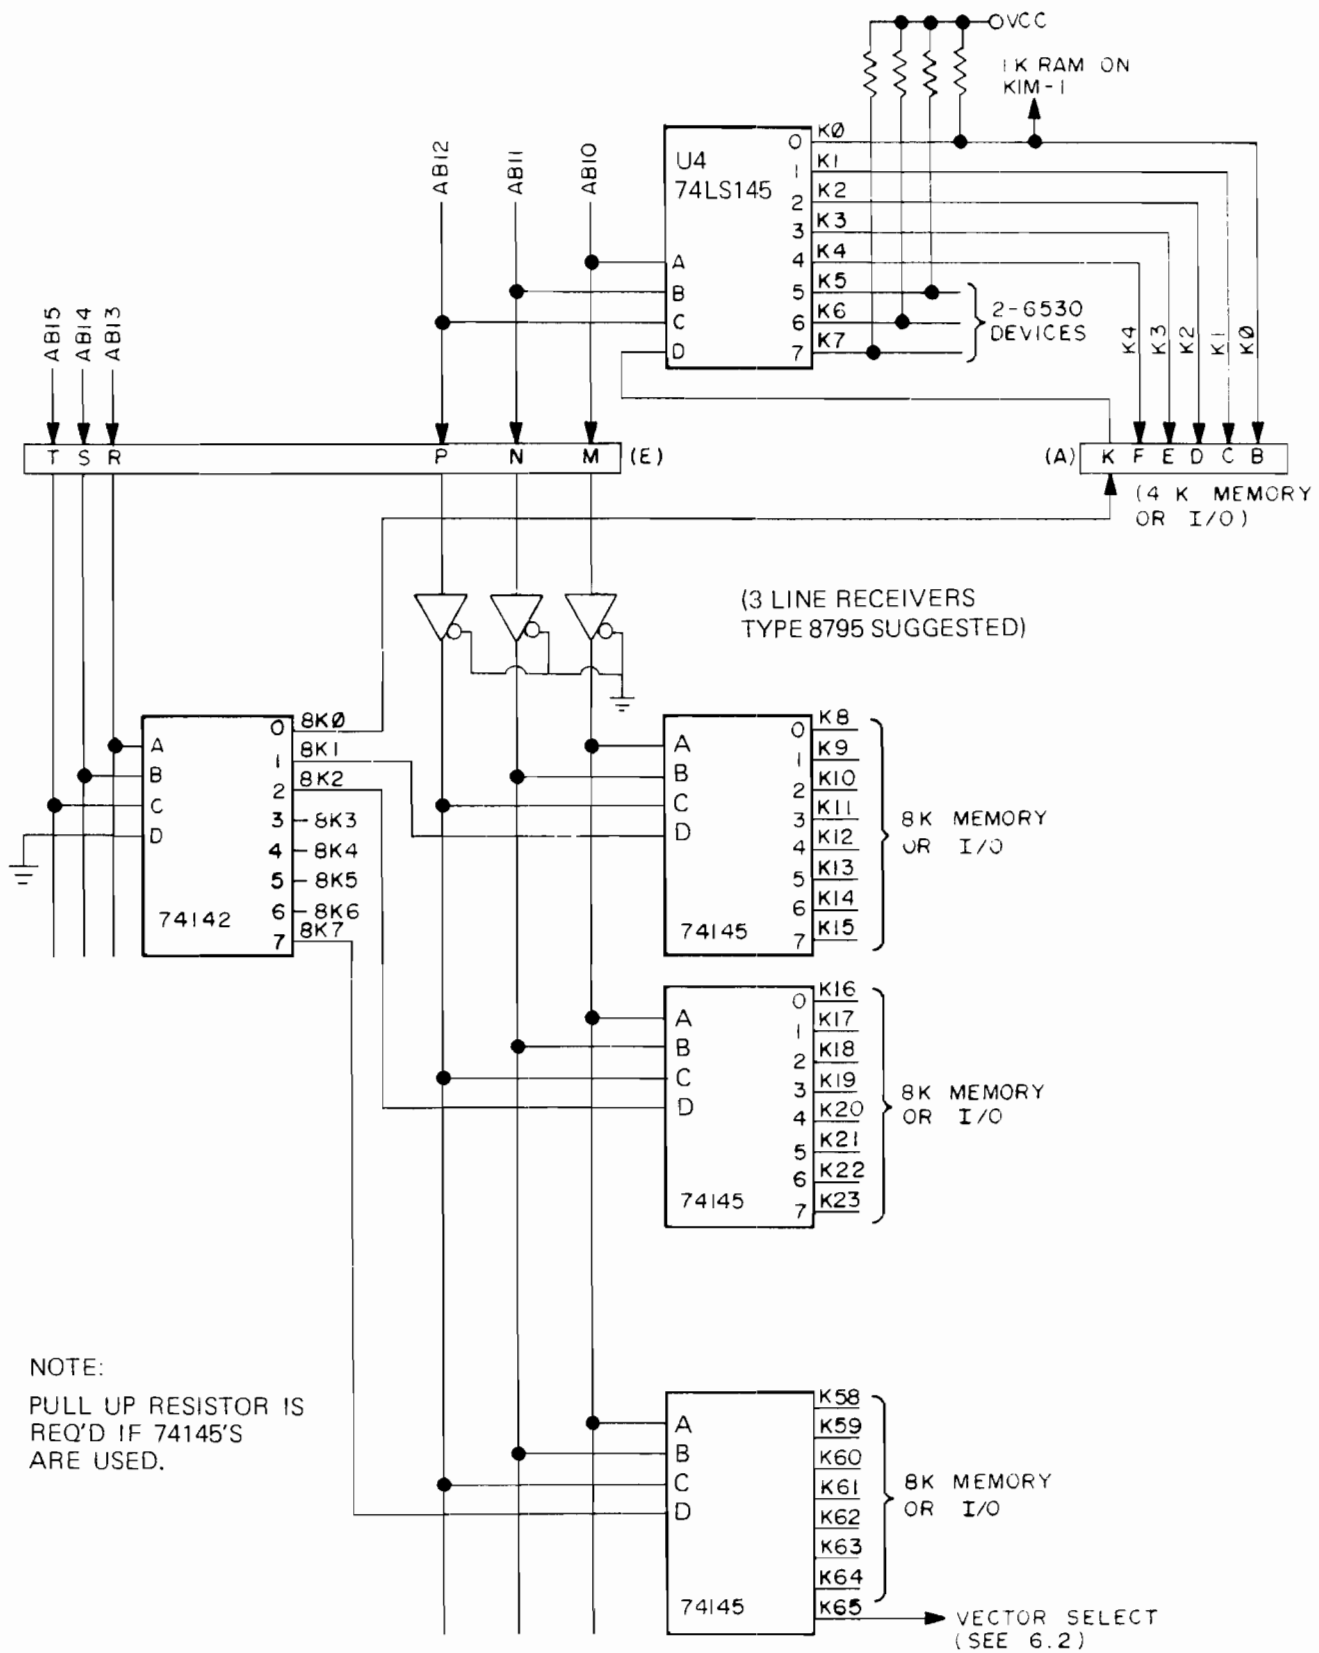 VCC
1K RAM ON
KIM-1
AB12
AB11
AB10
U4
74LS145
A
B
C
D
0 KØ
1 K1
2 K2
3 K3
4 K4
5 K5
6 K6
7 K7
2-6530
DEVICES
K4
K3
K2
K1
KØ
AB15
AB14
AB13
T S R P N M (E)
(A) K F E D C B
(4 K MEMORY
OR I/O)
(3 LINE RECEIVERS
TYPE 8795 SUGGESTED)
A
B
C
D
74142
0 8KØ
1 8K1
2 8K2
3 8K3
4 8K4
5 8K5
6 8K6
7 8K7
A
B
C
D
74145
0 K8
1 K9
2 K10
3 K11
4 K12
5 K13
6 K14
7 K15
8K MEMORY
OR I/O
A
B
C
D
74145
0 K16
1 K17
2 K18
3 K19
4 K20
5 K21
6 K22
7 K23
8K MEMORY
OR I/O
NOTE:
PULL UP RESISTOR IS
REQ'D IF 74145'S
ARE USED.
A
B
C
D
74145
K58
K59
K60
K61
K62
K63
K64
K65
8K MEMORY
OR I/O
VECTOR SELECT
(SEE 6.2)